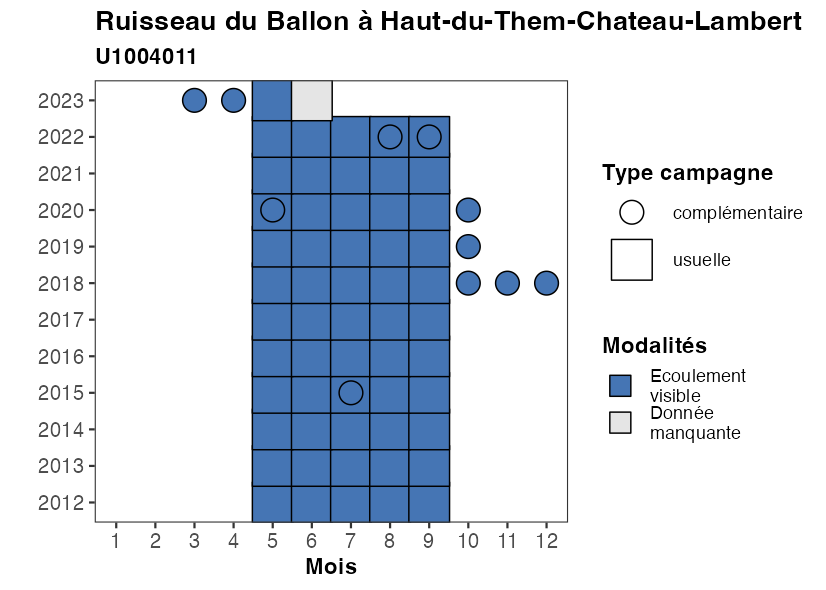 Ruisseau du Ballon à Haut-du-Them-Chateau-Lambert
U1004011
2023
2022
2021
2020
2019
2018
2017
2016
2015
2014
2013
2012
1 2 3 4 5 6 7 8 9 10 11 12
Mois
Type campagne
complémentaire
usuelle
Modalités
Ecoulement
visible
Donnée
manquante